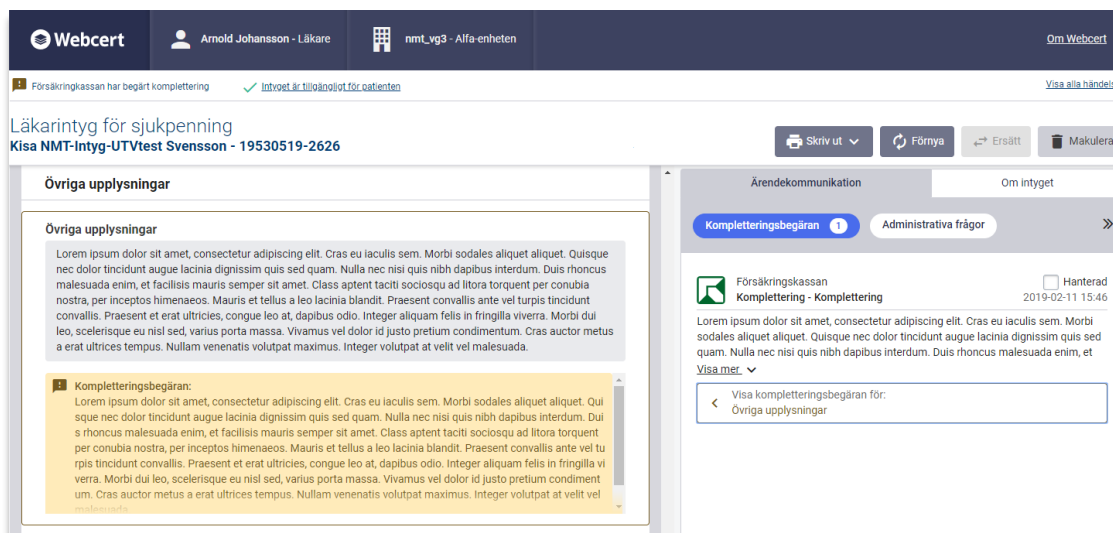 Webcert
Arnold Johansson - Läkare
nmt_vg3 - Alfa-enheten
Om Webcert
Försäkringkassan har begärt komplettering
Intyget är tillgängligt för patienten
Visa alla händels
Läkarintyg för sjukpenning
Kisa NMT-Intyg-UTVtest Svensson - 19530519-2626
Skriv ut
Förnya
Ersätt
Makulera
Övriga upplysningar
Övriga upplysningar
Lorem ipsum dolor sit amet, consectetur adipiscing elit. Cras eu iaculis sem. Morbi sodales aliquet aliquet. Quisque
nec dolor tincidunt augue lacinia dignissim quis sed quam. Nulla nec nisi quis nibh dapibus interdum. Duis rhoncus
malesuada enim, et facilisis mauris semper sit amet. Class aptent taciti sociosqu ad litora torquent per conubia
nostra, per inceptos himenaeos. Mauris et tellus a leo lacinia blandit. Praesent convallis ante vel turpis tincidunt
convallis. Praesent et erat ultricies, congue leo at, dapibus odio. Integer aliquam felis in fringilla viverra. Morbi dui
leo, scelerisque eu nisl sed, varius porta massa. Vivamus vel dolor id justo pretium condimentum. Cras auctor metus
a erat ultrices tempus. Nullam venenatis volutpat maximus. Integer volutpat at velit vel malesuada.
Kompletteringsbegäran:
Lorem ipsum dolor sit amet, consectetur adipiscing elit. Cras eu iaculis sem. Morbi sodales aliquet aliquet. Qui
sque nec dolor tincidunt augue lacinia dignissim quis sed quam. Nulla nec nisi quis nibh dapibus interdum. Dui
s rhoncus malesuada enim, et facilisis mauris semper sit amet. Class aptent taciti sociosqu ad litora torquent
per conubia nostra, per inceptos himenaeos. Mauris et tellus a leo lacinia blandit. Praesent convallis ante vel tu
rpis tincidunt convallis. Praesent et erat ultricies, congue leo at, dapibus odio. Integer aliquam felis in fringilla vi
verra. Morbi dui leo, scelerisque eu nisl sed, varius porta massa. Vivamus vel dolor id justo pretium condiment
um. Cras auctor metus a erat ultrices tempus. Nullam venenatis volutpat maximus. Integer volutpat at velit vel
malesuada
Ärendekommunikation
Om intyget
Kompletteringsbegäran 1
Administrativa frågor
Försäkringskassan
Hanterad
Komplettering - Komplettering
2019-02-11 15:46
Lorem ipsum dolor sit amet, consectetur adipiscing elit. Cras eu iaculis sem. Morbi
sodales aliquet aliquet. Quisque nec dolor tincidunt augue lacinia dignissim quis sed
quam. Nulla nec nisi quis nibh dapibus interdum. Duis rhoncus malesuada enim, et
Visa mer
Visa kompletteringsbegäran för:
Övriga upplysningar